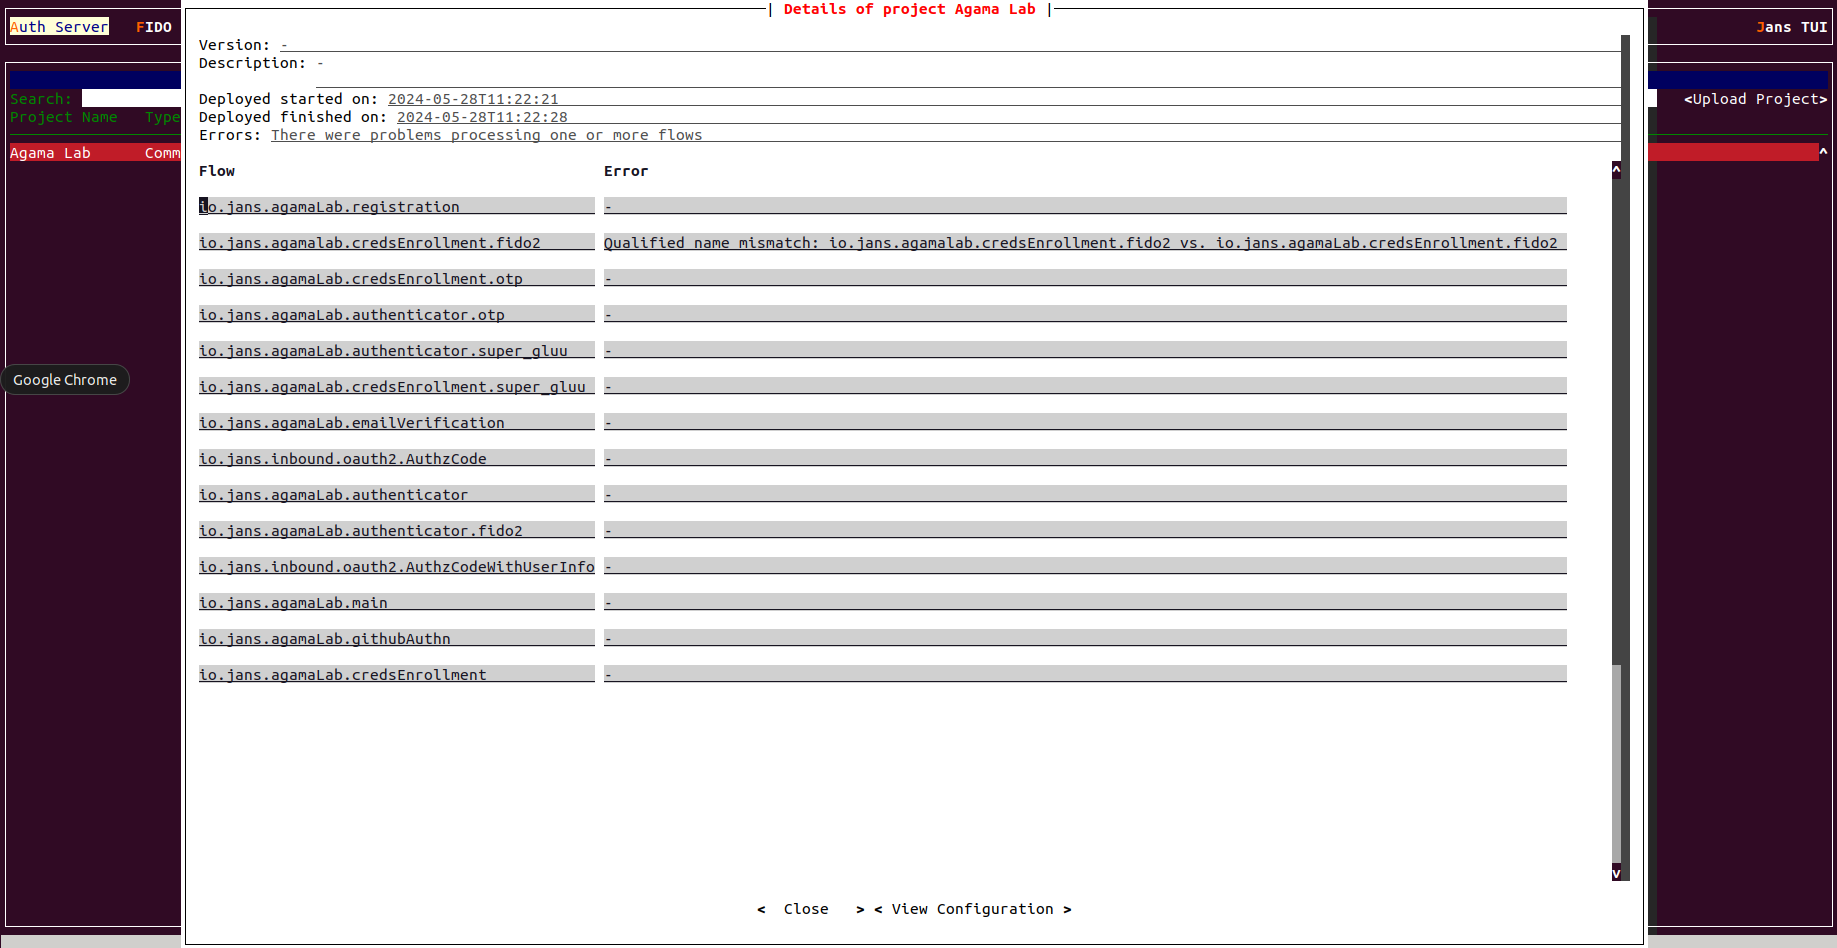 Details of project Agama Lab
Auth Server FIDO Jans TUI
Version: -
Description: -
Search: <Upload Project>
Deployed started on: 2024-05-28T11:22:21
Project Name Type
Deployed finished on: 2024-05-28T11:22:28
Errors: There were problems processing one or more flows
Agama Lab Comm ^
Flow Error ^
io.jans.agamaLab.registration -
io.jans.agamalab.credsEnrollment.fido2 Qualified name mismatch: io.jans.agamalab.credsEnrollment.fido2 vs. io.jans.agamaLab.credsEnrollment.fido2
io.jans.agamaLab.credsEnrollment.otp -
io.jans.agamaLab.authenticator.otp -
io.jans.agamaLab.authenticator.super_gluu -
Google Chrome
io.jans.agamaLab.credsEnrollment.super_gluu -
io.jans.agamaLab.emailVerification -
io.jans.inbound.oauth2.AuthzCode -
io.jans.agamaLab.authenticator -
io.jans.agamaLab.authenticator.fido2 -
io.jans.inbound.oauth2.AuthzCodeWithUserInfo -
io.jans.agamaLab.main -
io.jans.agamaLab.githubAuthn -
io.jans.agamaLab.credsEnrollment -
v
< Close > < View Configuration >